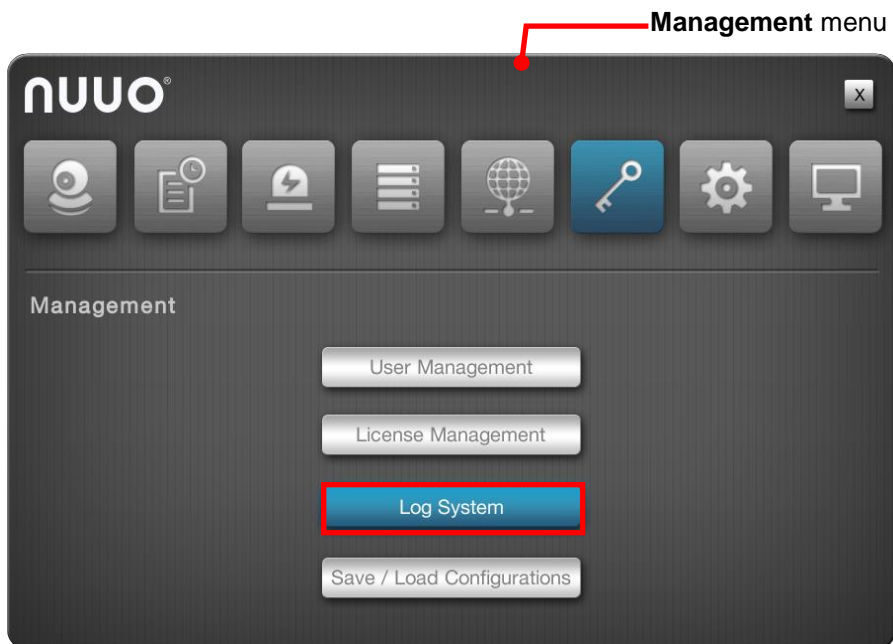 Management menu
nuuo®
X
Management
User Management
License Management
Log System
Save / Load Configurations